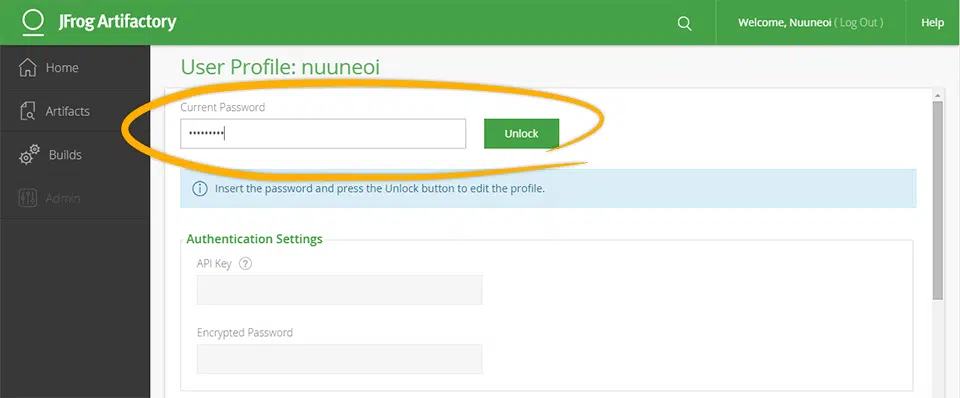 JFrog Artifactory
Welcome, Nuuneoi ( Log Out )
Help
Home
Artifacts
Builds
Admin
User Profile: nuuneoi
Current Password
•••••••••
Unlock
Insert the password and press the Unlock button to edit the profile.
Authentication Settings
API Key ?
Encrypted Password